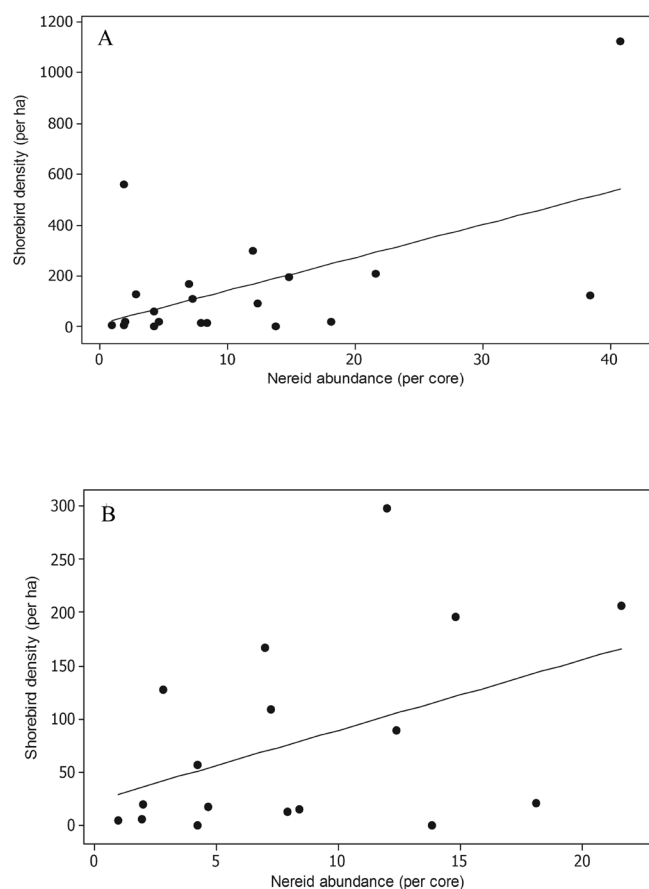 A
1200
1000
800
600
400
200
0
Shorebird density (per ha)
0 10 20 30 40
Nereid abundance (per core)
B
300
250
200
150
100
50
0
Shorebird density (per ha)
0 5 10 15 20
Nereid abundance (per core)